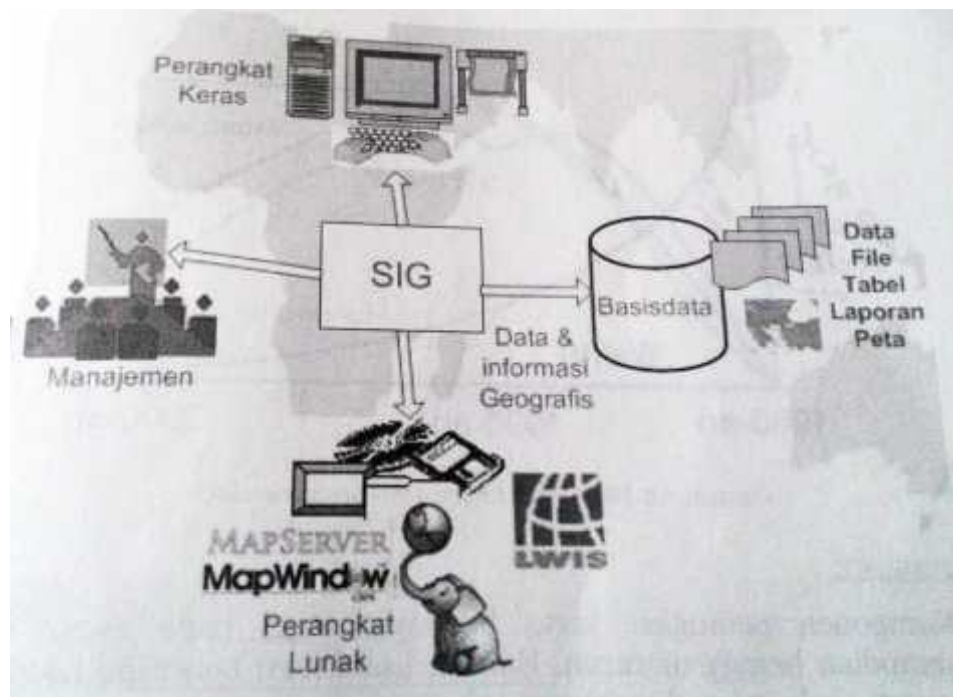 Perangkat
Keras
SIG
Basisdata
Data
File
Tabel
Laporan
Peta
Data &
informasi
Geografis
Manajemen
MAPSERVER
MapWindow
LWIS
Perangkat
Lunak